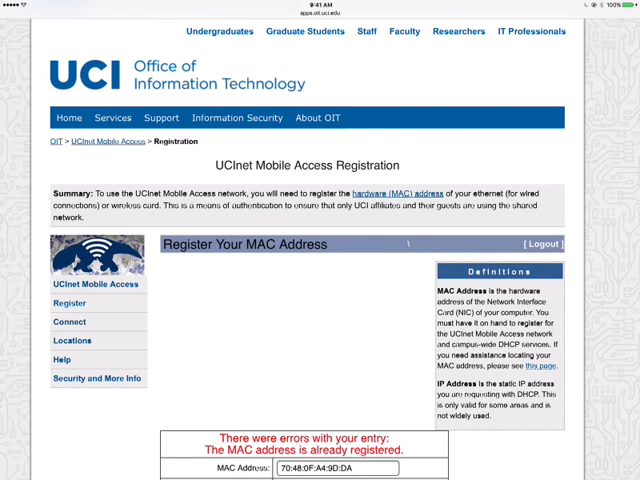 9:41 AM
100%
apps.oit.uci.edu
Undergraduates Graduate Students Staff Faculty Researchers IT Professionals
UCI Office of
Information Technology
Home Services Support Information Security About OIT
OIT > UCInet Mobile Access > Registration
UCInet Mobile Access Registration
Summary: To use the UCInet Mobile Access network, you will need to register the hardware (MAC) address of your ethernet (for wired
connections) or wireless card. This is a means of authentication to ensure that only UCI affiliates and their guests are using the shared
network.
Register Your MAC Address \ [ Logout ]
UCInet Mobile Access
Register
Connect
Locations
Help
Security and More Info
Definitions
MAC Address is the hardware
address of the Network Interface
Card (NIC) of your computer. You
must have it on hand to register for
the UCInet Mobile Access network
and campus-wide DHCP services. If
you need assistance locating your
MAC address, please see this page.
IP Address is the static IP address
you are requesting with DHCP. This
is only valid for some areas and is
not widely used.
There were errors with your entry:
The MAC address is already registered.
MAC Address: 70:48:0F:A4:9D:DA